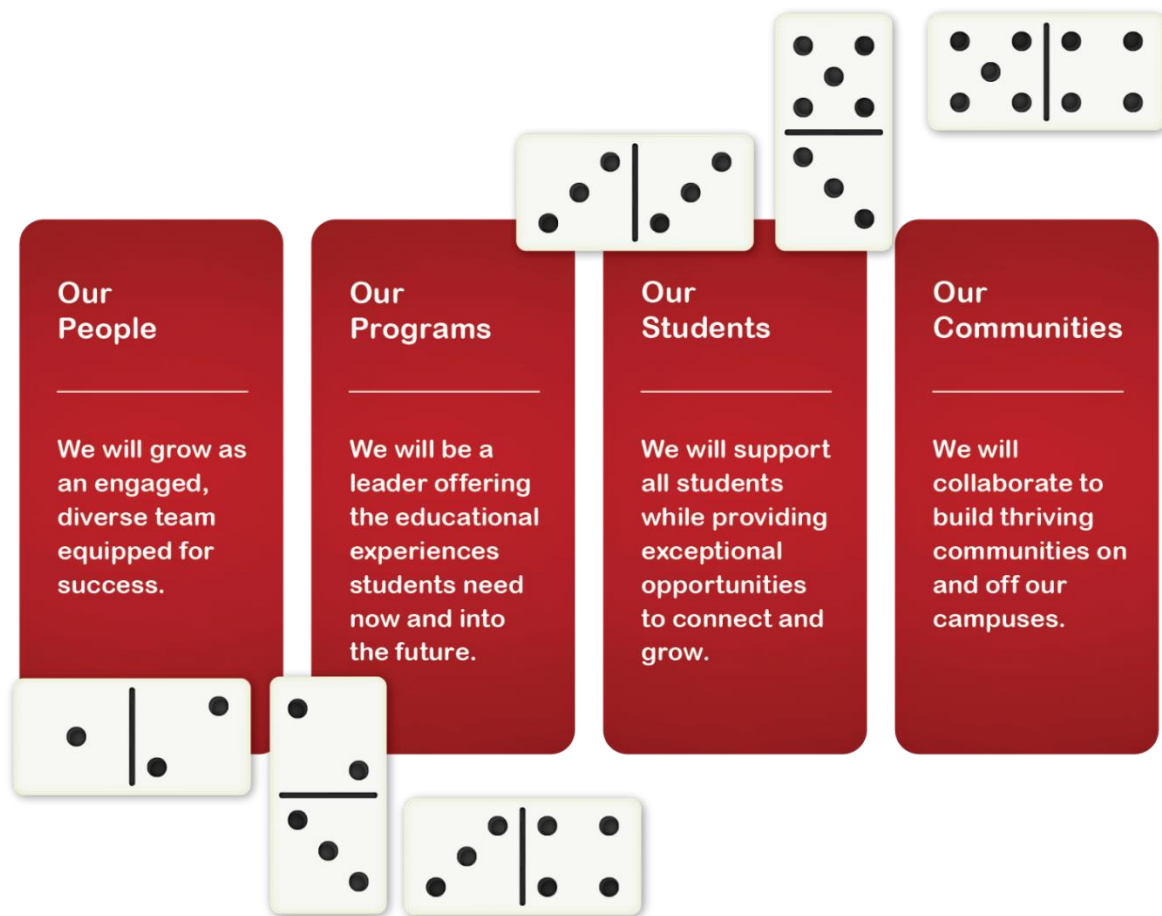 Our
People
We will grow as
an engaged,
diverse team
equipped for
success.
Our
Programs
We will be a
leader offering
the educational
experiences
students need
now and into
the future.
Our
Students
We will support
all students
while providing
exceptional
opportunities
to connect and
grow.
Our
Communities
We will
collaborate to
build thriving
communities on
and off our
campuses.